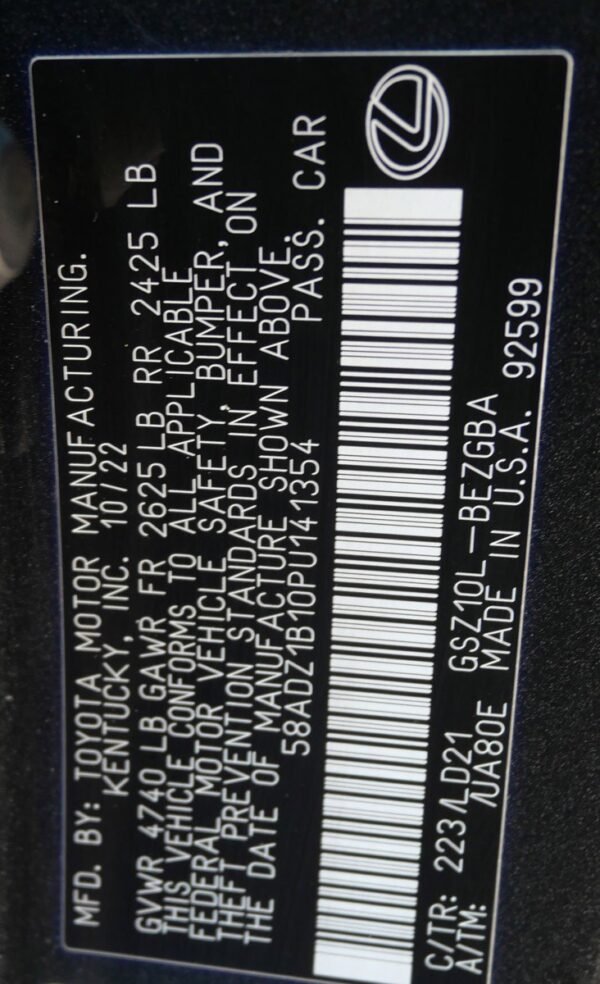 MFD. BY: TOYOTA MOTOR MANUFACTURING.
KENTUCKY, INC. 10/22
GVWR 4740 LB GAWR FR 2625 LB RR 2425 LB
THIS VEHICLE CONFORMS TO ALL APPLICABLE
FEDERAL MOTOR VEHICLE SAFETY, BUMPER, AND
THEFT PREVENTION STANDARDS IN EFFECT ON
THE DATE OF MANUFACTURE SHOWN ABOVE.
58ADZ1B10PU141354 PASS. CAR
C/TR: 223/LD21 GSZ10L-BEZGBA
A/TM: /UA80E MADE IN U.S.A. 92599